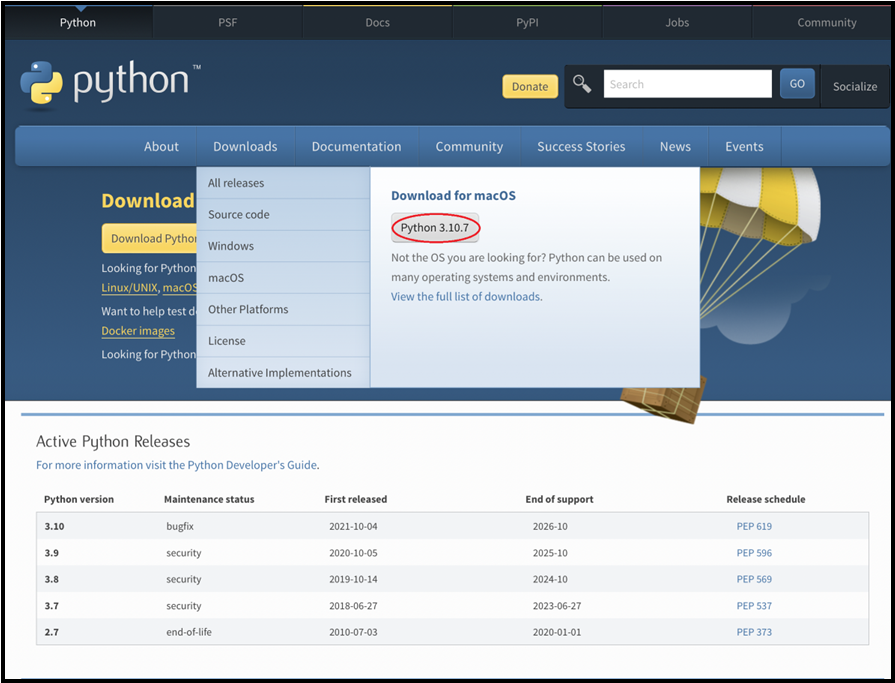 Python PSF Docs PyPI Jobs Community
python™
Donate Search GO Socialize
About Downloads Documentation Community Success Stories News Events
Download
Download Python
Looking for Python
Linux/UNIX, macOS
Want to help test de
Docker images
Looking for Python
All releases
Source code
Windows
macOS
Other Platforms
License
Alternative Implementations
Download for macOS
Python 3.10.7
Not the OS you are looking for? Python can be used on
many operating systems and environments.
View the full list of downloads.
Active Python Releases
For more information visit the Python Developer's Guide.
Python version Maintenance status First released End of support Release schedule
3.10 bugfix 2021-10-04 2026-10 PEP 619
3.9 security 2020-10-05 2025-10 PEP 596
3.8 security 2019-10-14 2024-10 PEP 569
3.7 security 2018-06-27 2023-06-27 PEP 537
2.7 end-of-life 2010-07-03 2020-01-01 PEP 373